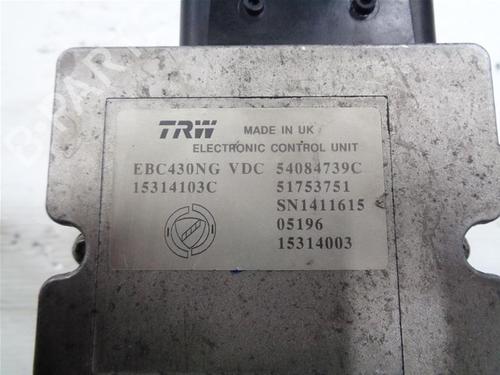 TRW MADE IN UK
ELECTRONIC CONTROL UNIT
EBC430NG VDC 54084739C
15314103C 51753751
SN1411615
05196
15314003